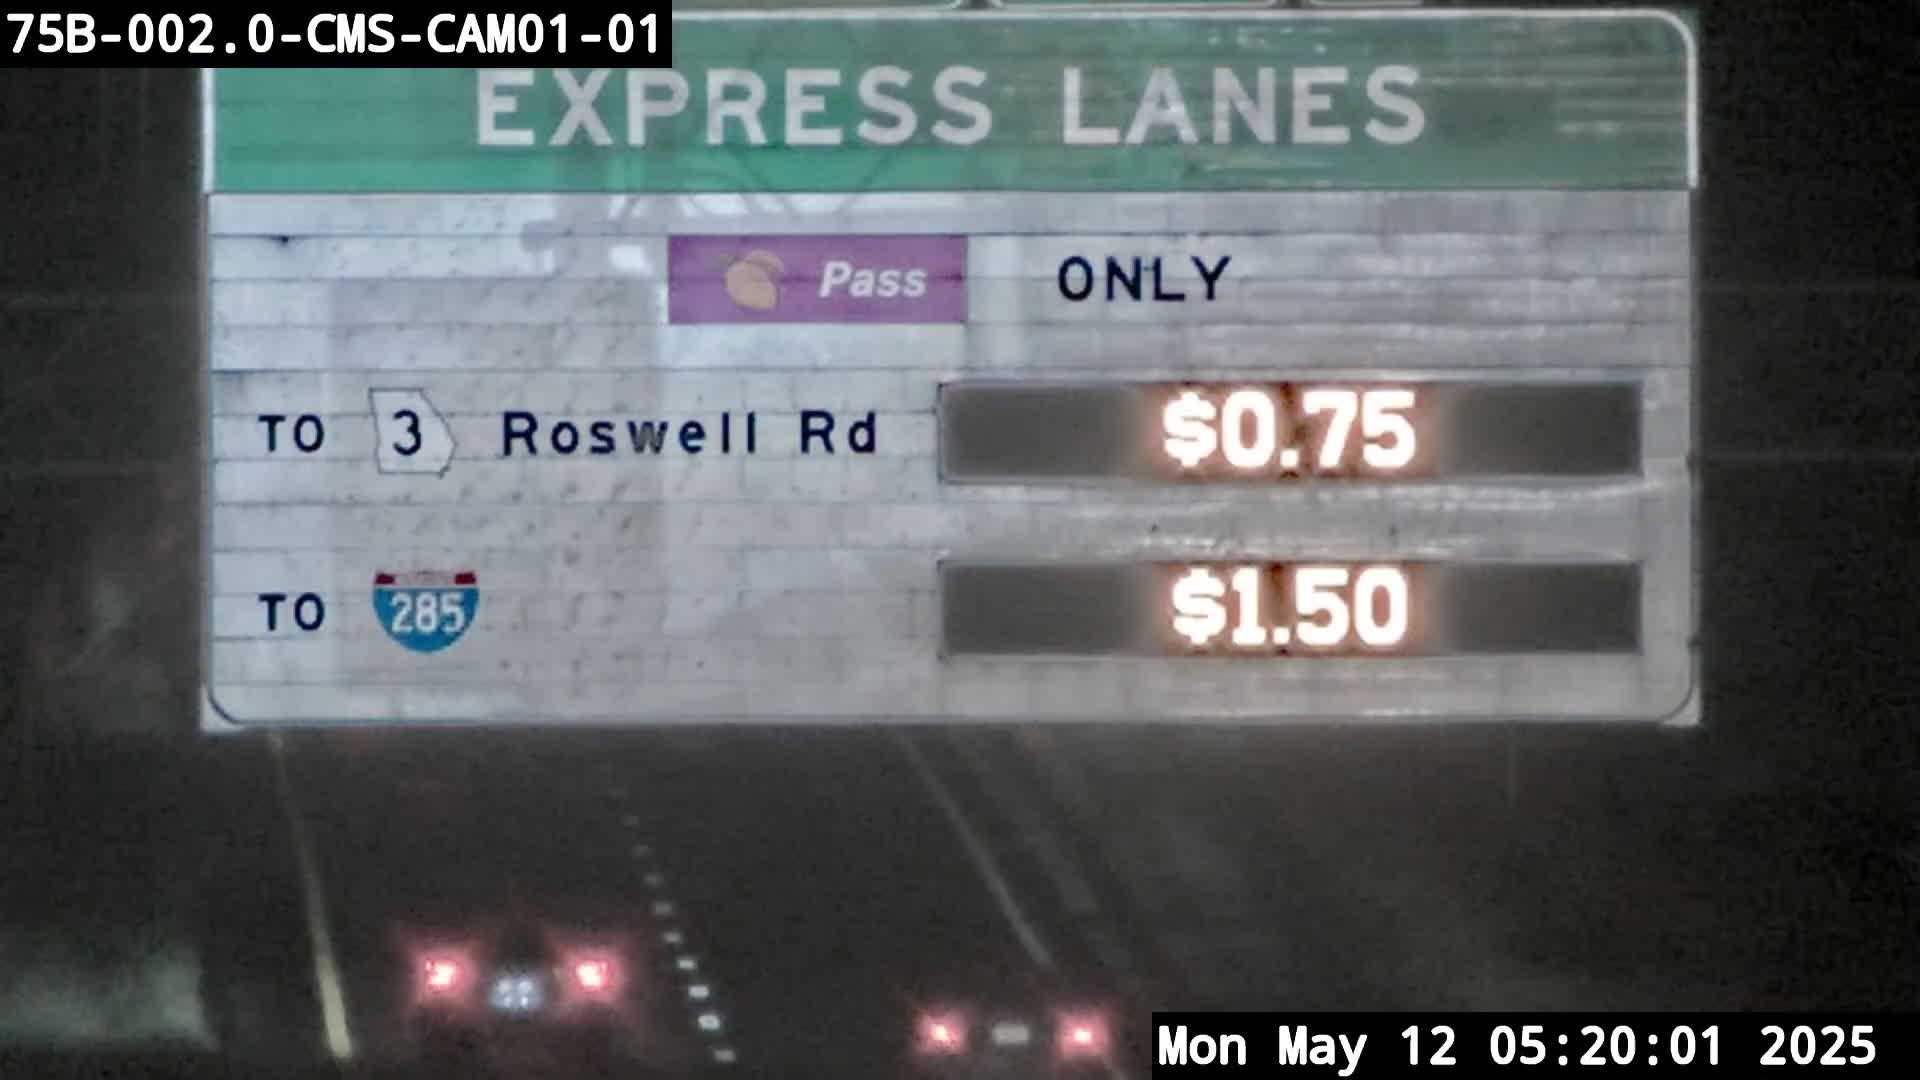 75B-002.0-CMS-CAM01-01
EXPRESS LANES
Pass ONLY
TO 3 Roswell Rd $0.75
TO 285 $1.50
Mon May 12 05:20:01 2025